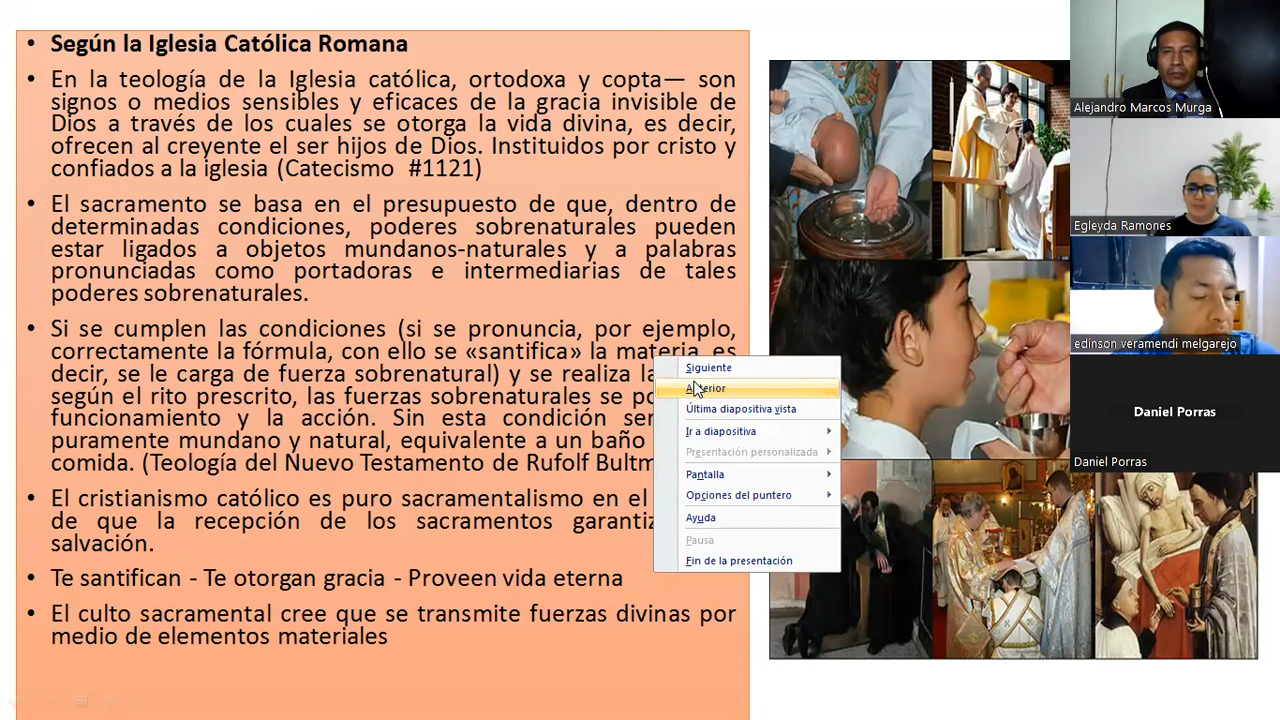 • Según la Iglesia Católica Romana
• En la teología de la Iglesia católica, ortodoxa y copta— son
signos o medios sensibles y eficaces de la gracia invisible de
Dios a través de los cuales se otorga la vida divina, es decir,
ofrecen al creyente el ser hijos de Dios. Instituidos por cristo y
confiados a la iglesia (Catecismo #1121)
• El sacramento se basa en el presupuesto de que, dentro de
determinadas condiciones, poderes sobrenaturales pueden
estar ligados a objetos mundanos-naturales y a palabras
pronunciadas como portadoras e intermediarias de tales
poderes sobrenaturales.
• Si se cumplen las condiciones (si se pronuncia, por ejemplo,
correctamente la fórmula, con ello se «santifica» la materia, es
decir, se le carga de fuerza sobrenatural) y se realiza la
según el rito prescrito, las fuerzas sobrenaturales se
funcionamiento y la acción. Sin esta condición
puramente mundano y natural, equivalente a un baño
comida. (Teología del Nuevo Testamento de Rufolf
• El cristianismo católico es puro sacramentalismo en el
de que la recepción de los sacramentos
salvación.
• Te santifican - Te otorgan gracia - Proveen vida eterna
• El culto sacramental cree que se transmite fuerzas divinas por
medio de elementos materiales
Siguiente
Anterior
Última diapositiva vista
Ir a diapositiva
Presentación personalizada
Pantalla
Opciones del puntero
Ayuda
Pausa
Fin de la presentación
Alejandro Marcos Murga
Egleyda Ramones
edinson veramendi melgarejo
Daniel Porras
Daniel Porras